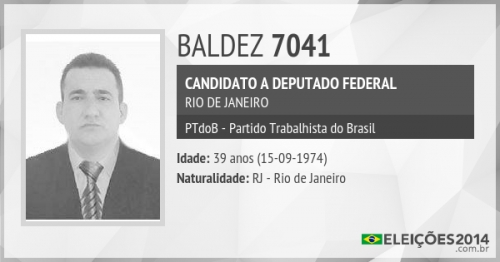 BALDEZ 7041
CANDIDATO A DEPUTADO FEDERAL
RIO DE JANEIRO
PTdoB - Partido Trabalhista do Brasil
Idade: 39 anos (15-09-1974)
Naturalidade: RJ - Rio de Janeiro
ELEIÇÕES2014
.com.br